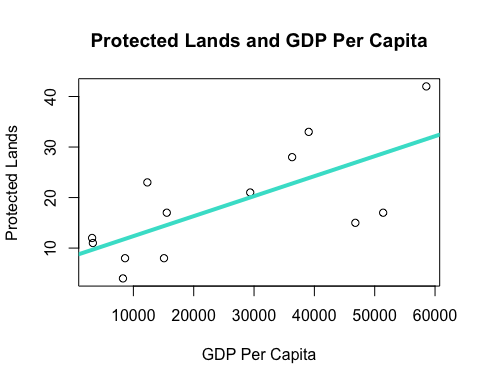 Protected Lands and GDP Per Capita
Protected Lands
40
30
20
10
10000 20000 30000 40000 50000 60000
GDP Per Capita